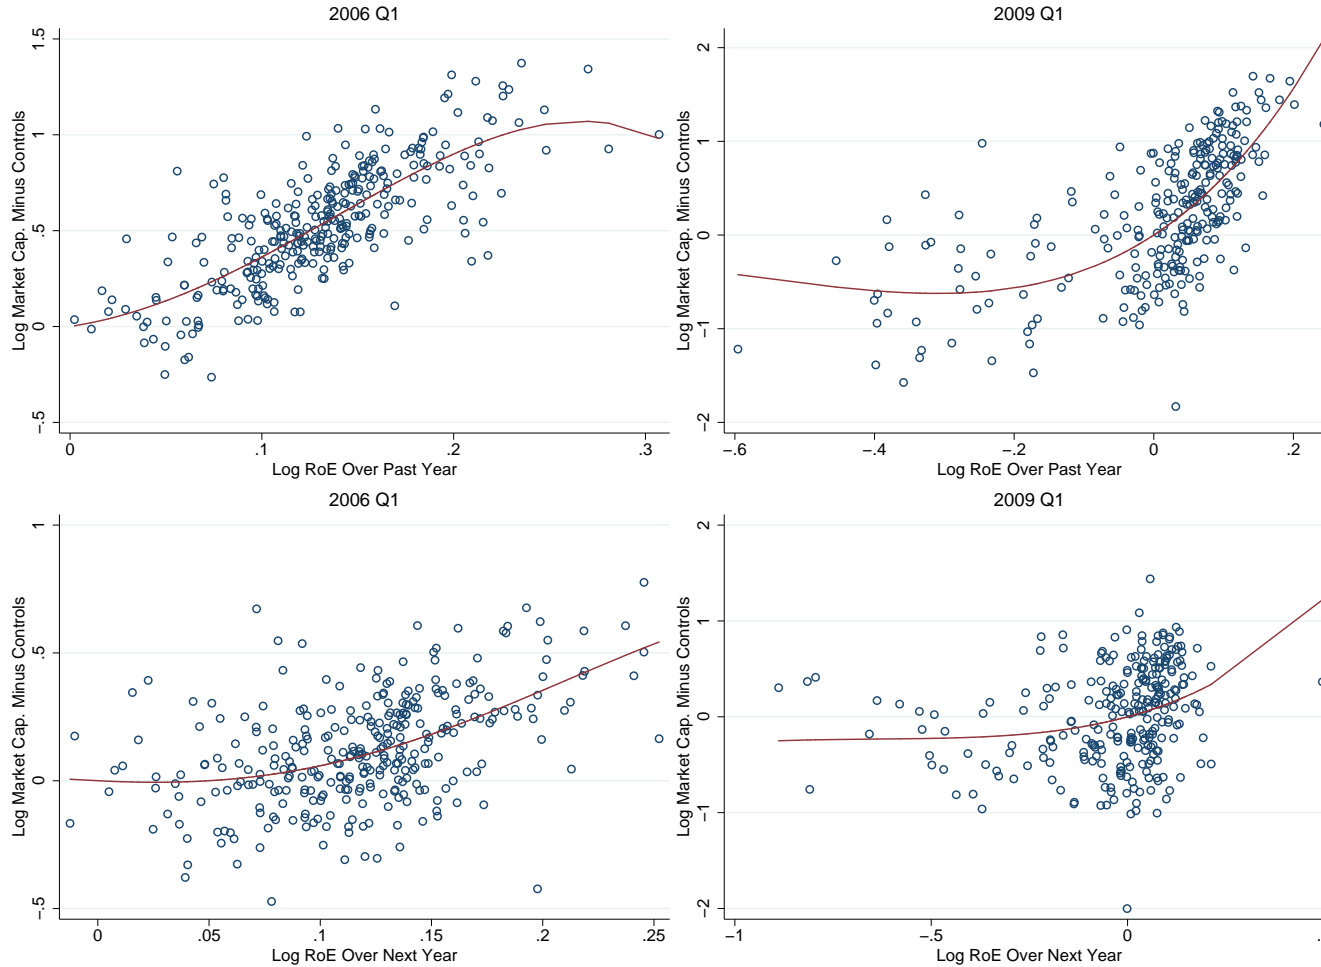 2006 Q1
1.5
1
.5
0
-.5
Log Market Cap. Minus Controls
0 .1 .2 .3
Log RoE Over Past Year
2009 Q1
2
1
0
-1
-2
Log Market Cap. Minus Controls
-.6 -.4 -.2 0 .2
Log RoE Over Past Year
2006 Q1
1
.5
0
-.5
Log Market Cap. Minus Controls
0 .05 .1 .15 .2 .25
Log RoE Over Next Year
2009 Q1
2
1
0
-1
-2
Log Market Cap. Minus Controls
-1 -.5 0
Log RoE Over Next Year